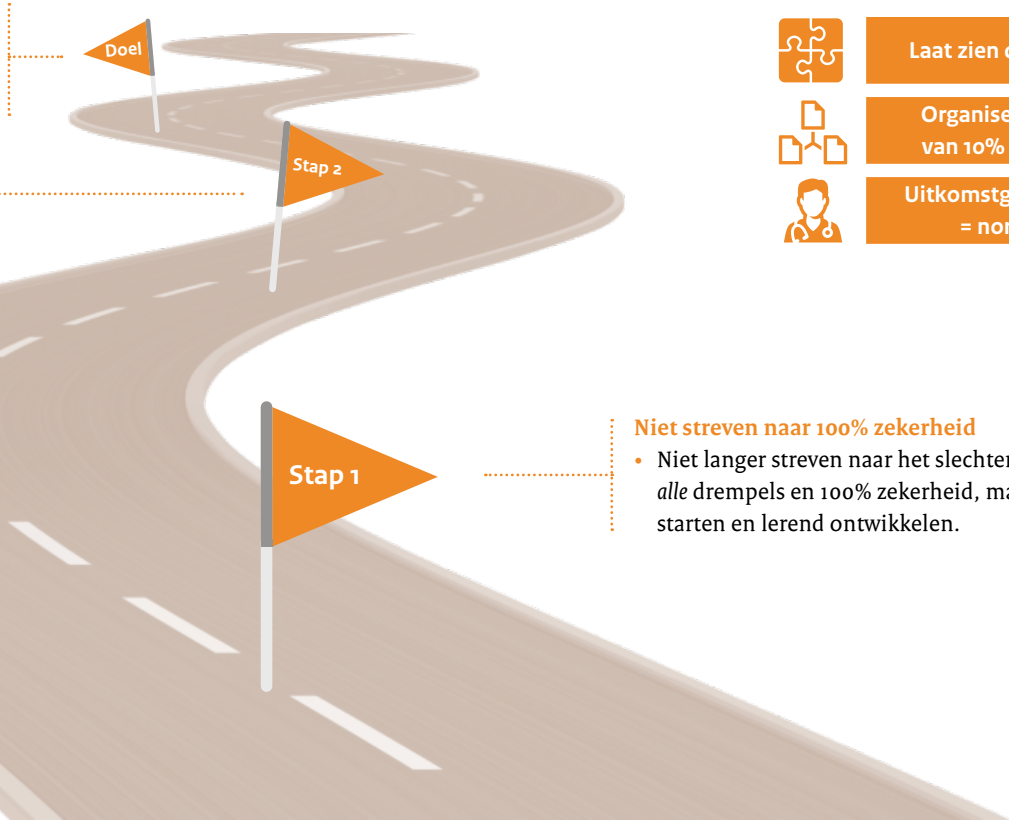 Doel
Stap 2
Stap 1
Laat zien
Organise
van 10%
Uitkomstg
= nor
Niet streven naar 100% zekerheid
• Niet langer streven naar het slechten
alle drempels en 100% zekerheid, ma
starten en lerend ontwikkelen.